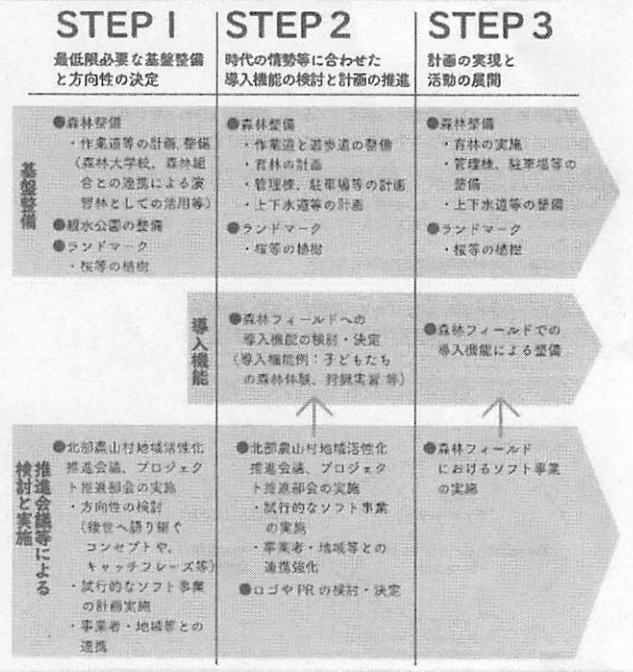 STEP 1
最低限必要な基盤整備
と方向性の決定
STEP 2
時代の情勢等に合わせた
導入機能の検討と計画の推進
STEP 3
計画の実現と
活動の展開
基盤整備
●森林整備
・作業道等の計画、整備
(森林大学校、森林組
合との連携による演
習林としての活用等)
●親水公園の整備
●ランドマーク
・桜等の植樹
●森林整備
・作業道と遊歩道の整備
・育林の計画
・管理棟、駐車場等の計画
・上下水道等の計画
●ランドマーク
・桜等の植樹
●森林整備
・育林の実施
・管理棟、駐車場等の
整備
・上下水道等の整備
●ランドマーク
・桜等の植樹
導入機能
●森林フィールドへの
導入機能の検討・決定
(導入機能例：子どもたち
の森林体験、狩猟実習 等)
●森林フィールドでの
導入機能による整備
推進会議等による
検討と実施
●北部農山村地域活性化
推進会議、プロジェク
ト推進部会の実施
・方向性の検討
(後世へ語り継ぐ
コンセプトや、
キャッチフレーズ等)
・試行的なソフト事業
の計画実施
・事業者・地域等との
連携
●北部農山村地域活性化
推進会議、プロジェク
ト推進部会の実施
・試行的なソフト事業
の実施
・事業者・地域等との
連携強化
●ロゴやPRの検討・決定
●森林フィールド
におけるソフト事業
の実施